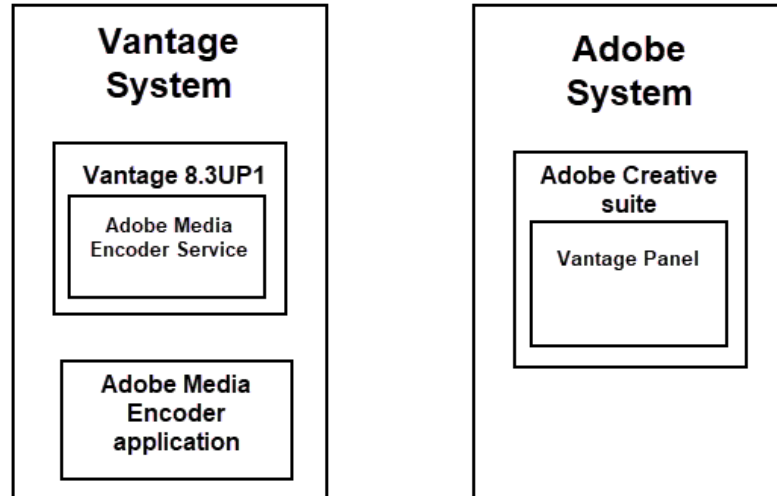 Vantage
System
Vantage 8.3UP1
Adobe Media
Encoder Service
Adobe Media
Encoder
application
Adobe
System
Adobe Creative
suite
Vantage Panel